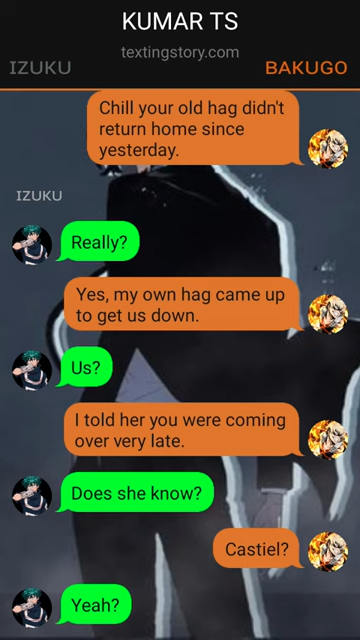 KUMAR TS
textingstory.com
IZUKU
BAKUGO
Chill your old hag didn't
return home since
yesterday.
IZUKU
Really?
Yes, my own hag came up
to get us down.
Us?
I told her you were coming
over very late.
Does she know?
Castiel?
Yeah?